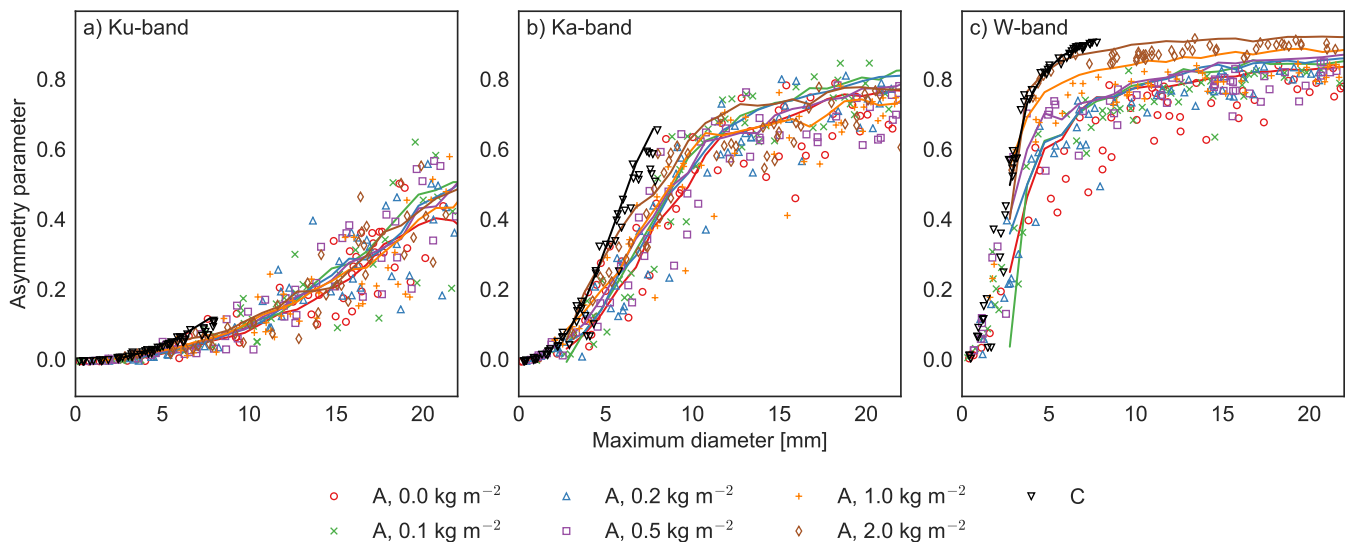 a) Ku-band
b) Ka-band
c) W-band
Asymmetry parameter
0.8
0.6
0.4
0.2
0.0
0.8
0.6
0.4
0.2
0.0
0.8
0.6
0.4
0.2
0.0
0 5 10 15 20
0 5 10 15 20
0 5 10 15 20
Maximum diameter [mm]
A, 0.0 kg m⁻² A, 0.2 kg m⁻² A, 1.0 kg m⁻² C
A, 0.1 kg m⁻² A, 0.5 kg m⁻² A, 2.0 kg m⁻²